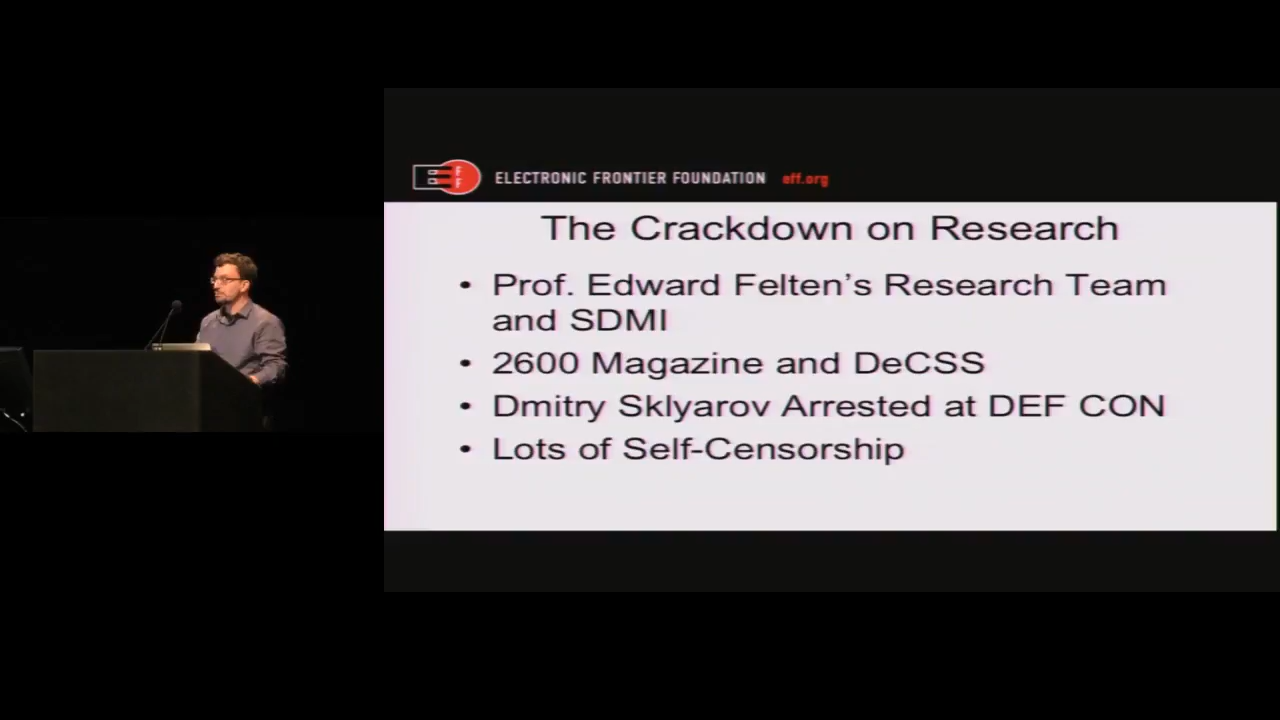 EFF
ELECTRONIC FRONTIER FOUNDATION eff.org
The Crackdown on Research
• Prof. Edward Felten's Research Team
and SDMI
• 2600 Magazine and DeCSS
• Dmitry Sklyarov Arrested at DEF CON
• Lots of Self-Censorship